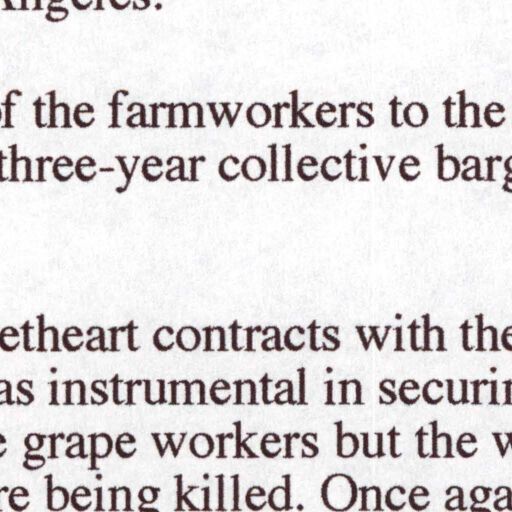 Angeles.
of the farmworkers to the
three-year collective barg
etheart contracts with the
as instrumental in securin
e grape workers but the w
re being killed. Once aga